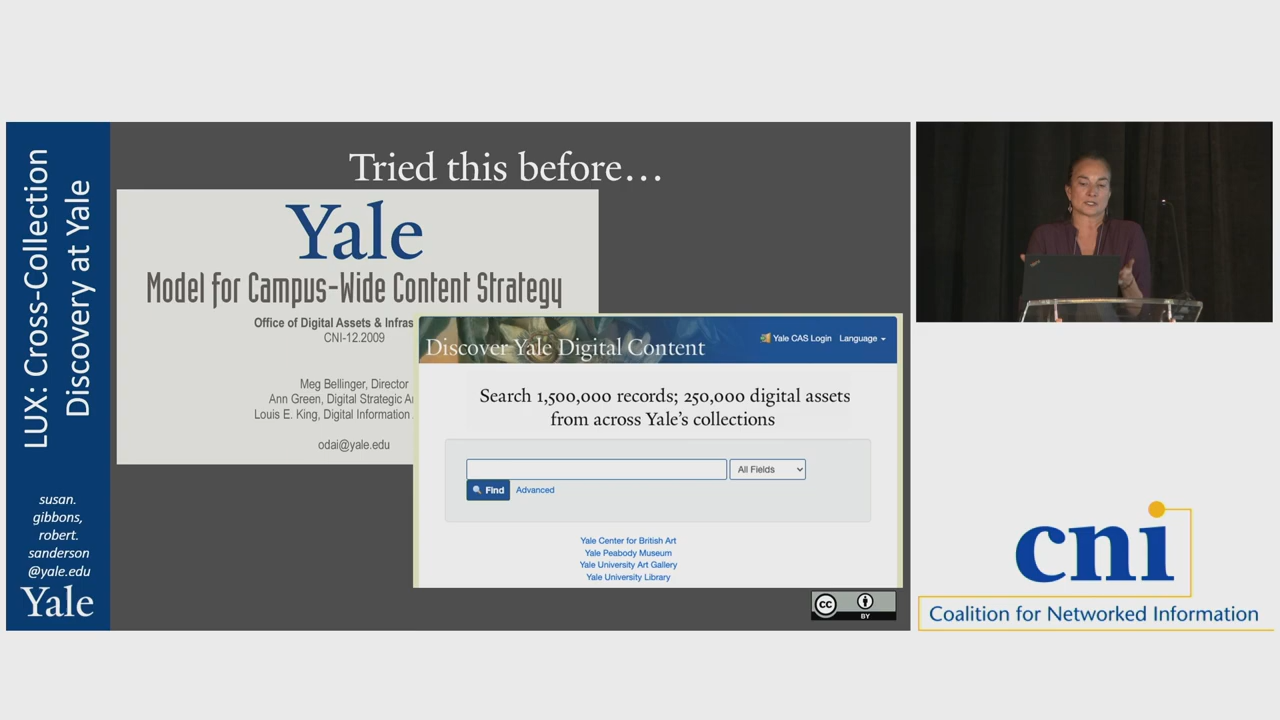 LUX: Cross-Collection
Discovery at Yale
susan.
gibbons,
robert.
sanderson
@yale.edu
Yale
Tried this before…
Yale
Model for Campus-Wide Content Strategy
Office of Digital Assets &
CNI-12.2009
Meg Bellinger, Director
Ann Green, Digital Strategic
Louis E. King, Digital Information
odai@yale.edu
Discover Yale Digital Content
Yale CAS Login Language
Search 1,500,000 records; 250,000 digital assets
from across Yale's collections
All Fields
Find Advanced
Yale Center for British Art
Yale Peabody Museum
Yale University Art Gallery
Yale University Library
cc
BY
cni
Coalition for Networked Information